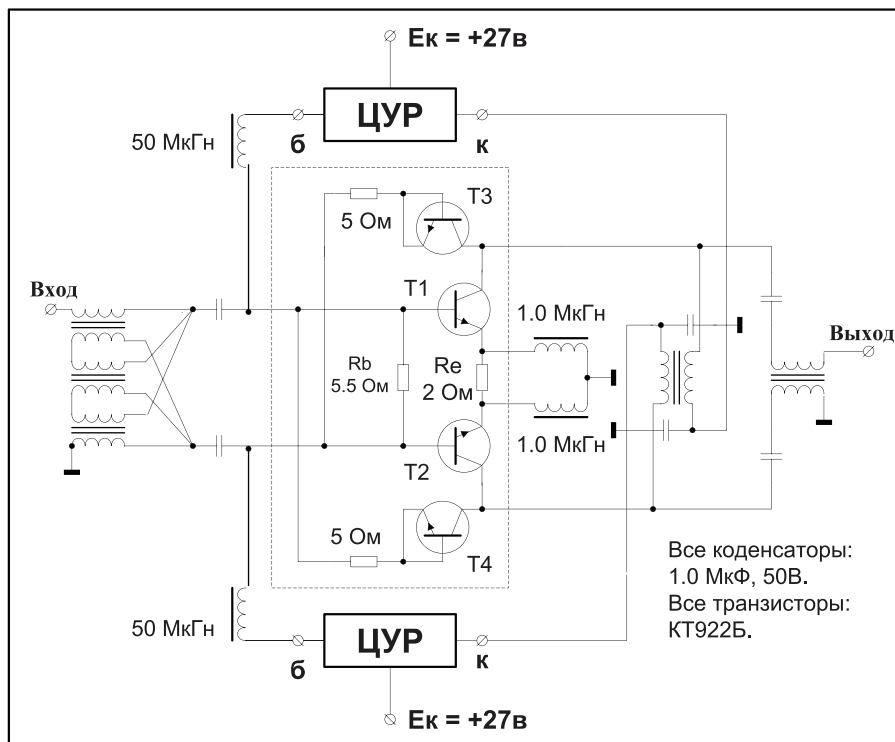 Ек = +27в
ЦУР
б
к
50 МкГн
T3
5 Ом
T1
Вход
1.0 МкГн
Выход
Rb
5.5 Ом
Re
2 Ом
1.0 МкГн
T2
5 Ом
T4
Все коденсаторы:
1.0 МкФ, 50В.
Все транзисторы:
КТ922Б.
50 МкГн
ЦУР
б
к
Ек = +27в